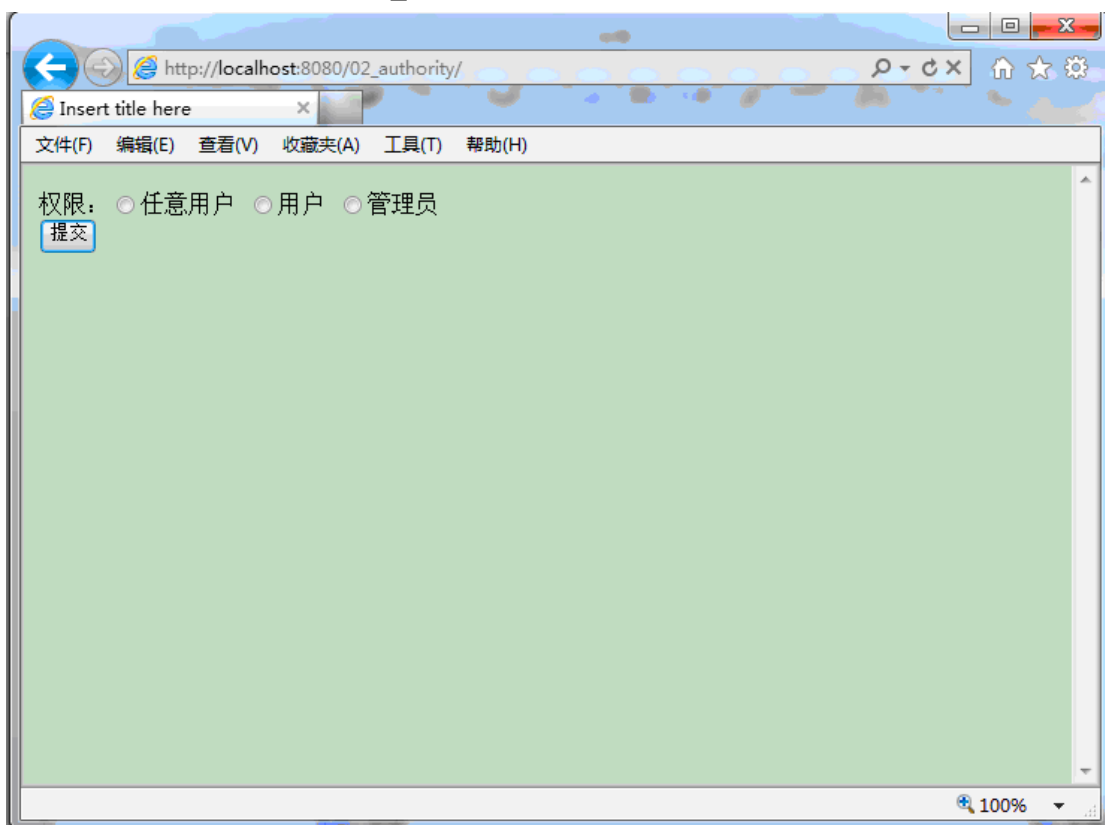 http://localhost:8080/02_authority/
Insert title here
文件(F) 编辑(E) 查看(V) 收藏夹(A) 工具(T) 帮助(H)
权限： 任意用户 用户 管理员
提交
100%